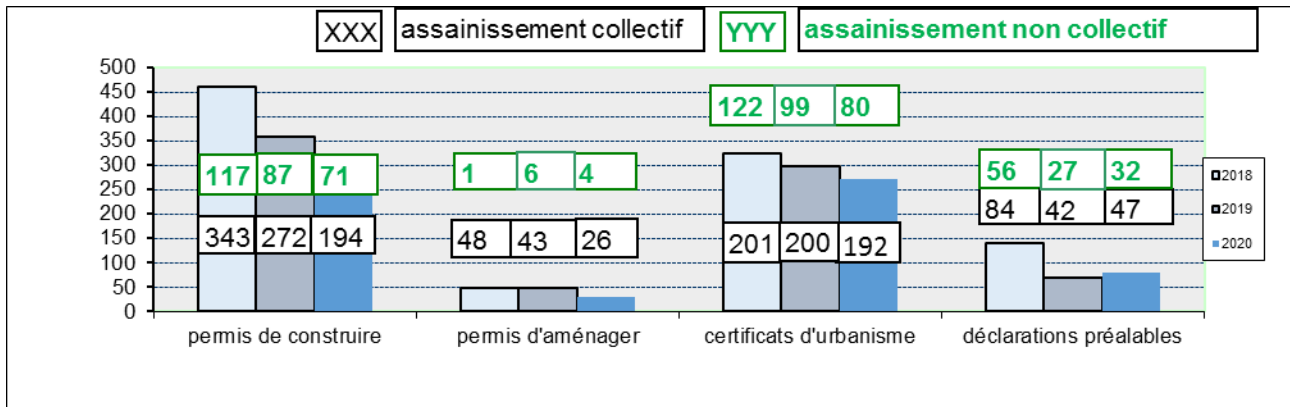 XXX assainissement collectif YYY assainissement non collectif
500
450
400
350
300
250
200
150
100
50
0
122 99 80
117 87 71
1 6 4
56 27 32
343 272 194
48 43 26
201 200 192
84 42 47
2018
2019
2020
permis de construire permis d'aménager certificats d'urbanisme déclarations préalables